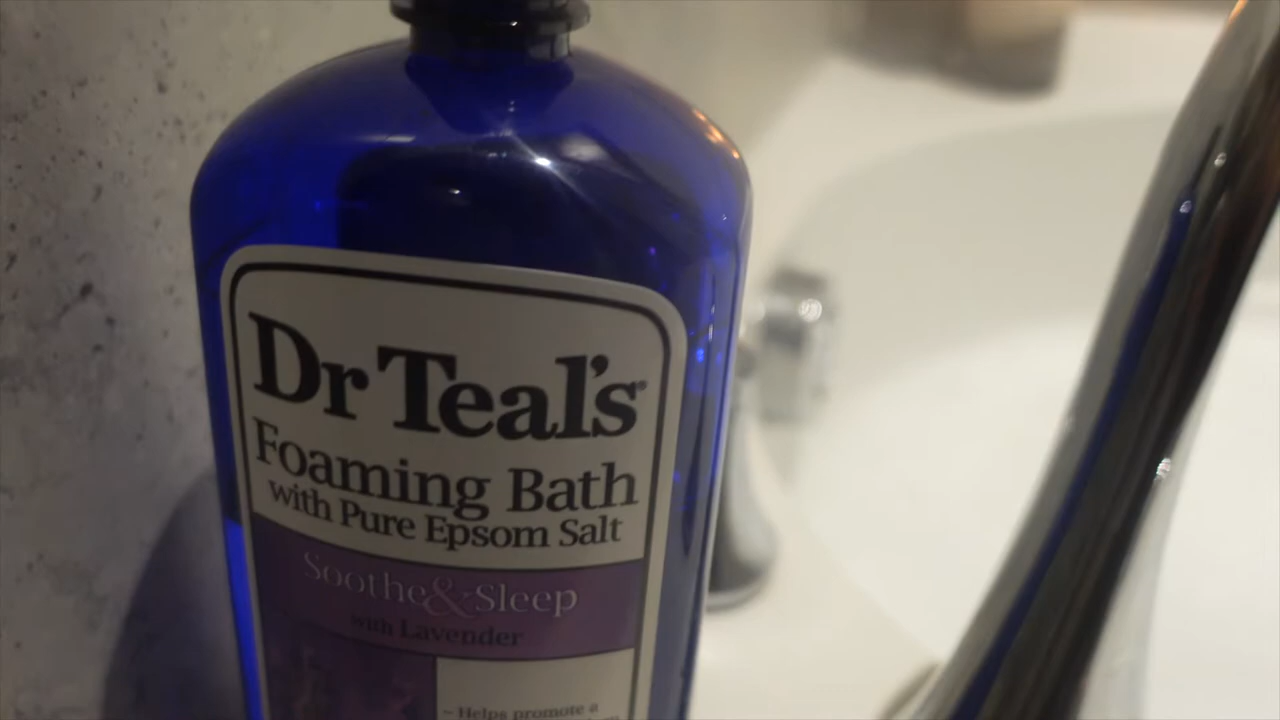 Dr Teal's
Foaming Bath
with Pure Epsom Salt
Soothe & Sleep
with Lavender
~ Helps promote a